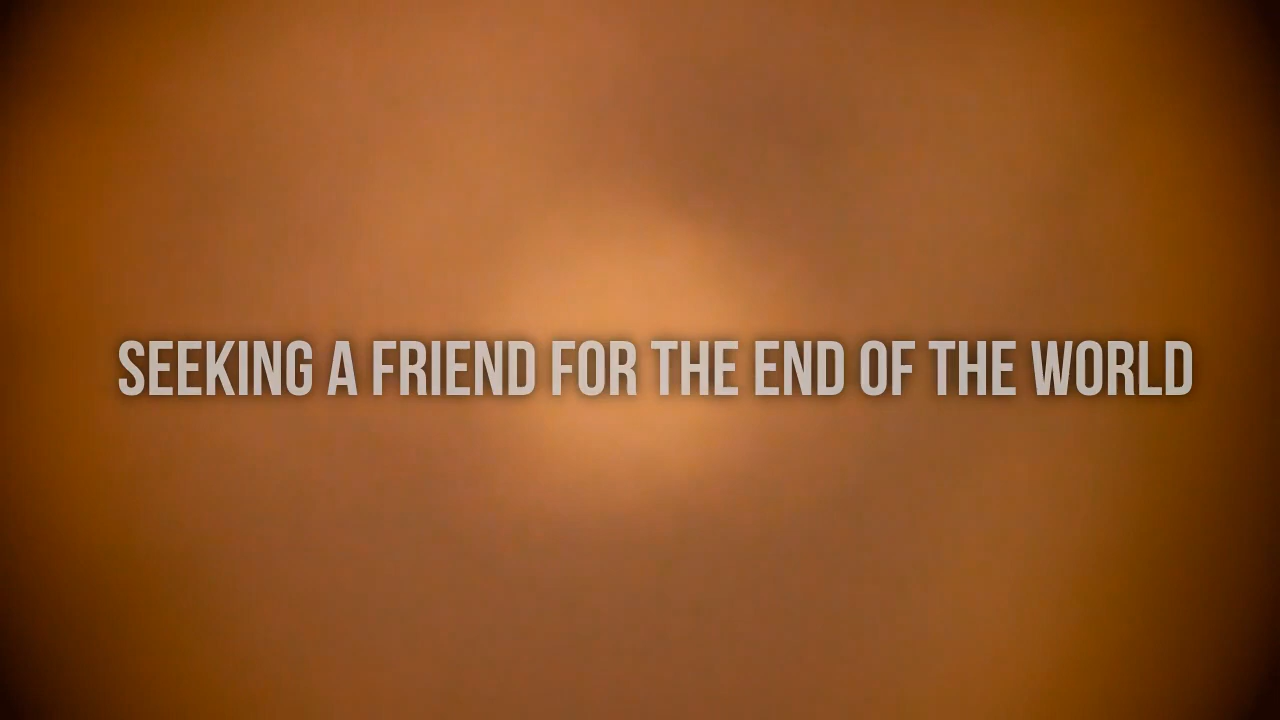 SEEKING A FRIEND FOR THE END OF THE WORLD